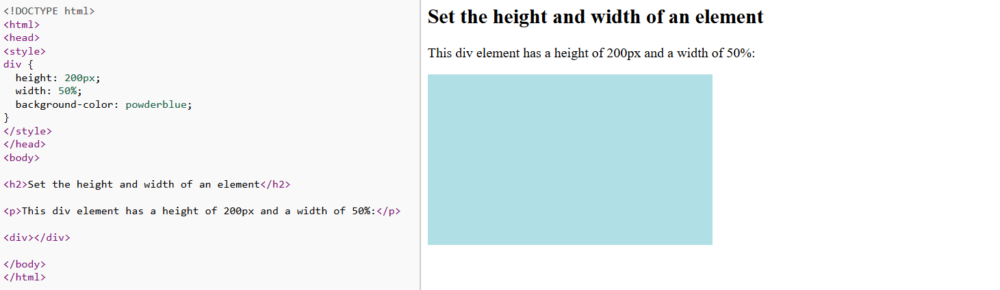 <!DOCTYPE html>
<html>
<head>
<style>
div {
  height: 200px;
  width: 50%;
  background-color: powderblue;
}
</style>
</head>
<body>

<h2>Set the height and width of an element</h2>

<p>This div element has a height of 200px and a width of 50%:</p>

<div></div>

</body>
</html>
Set the height and width of an element
This div element has a height of 200px and a width of 50%: